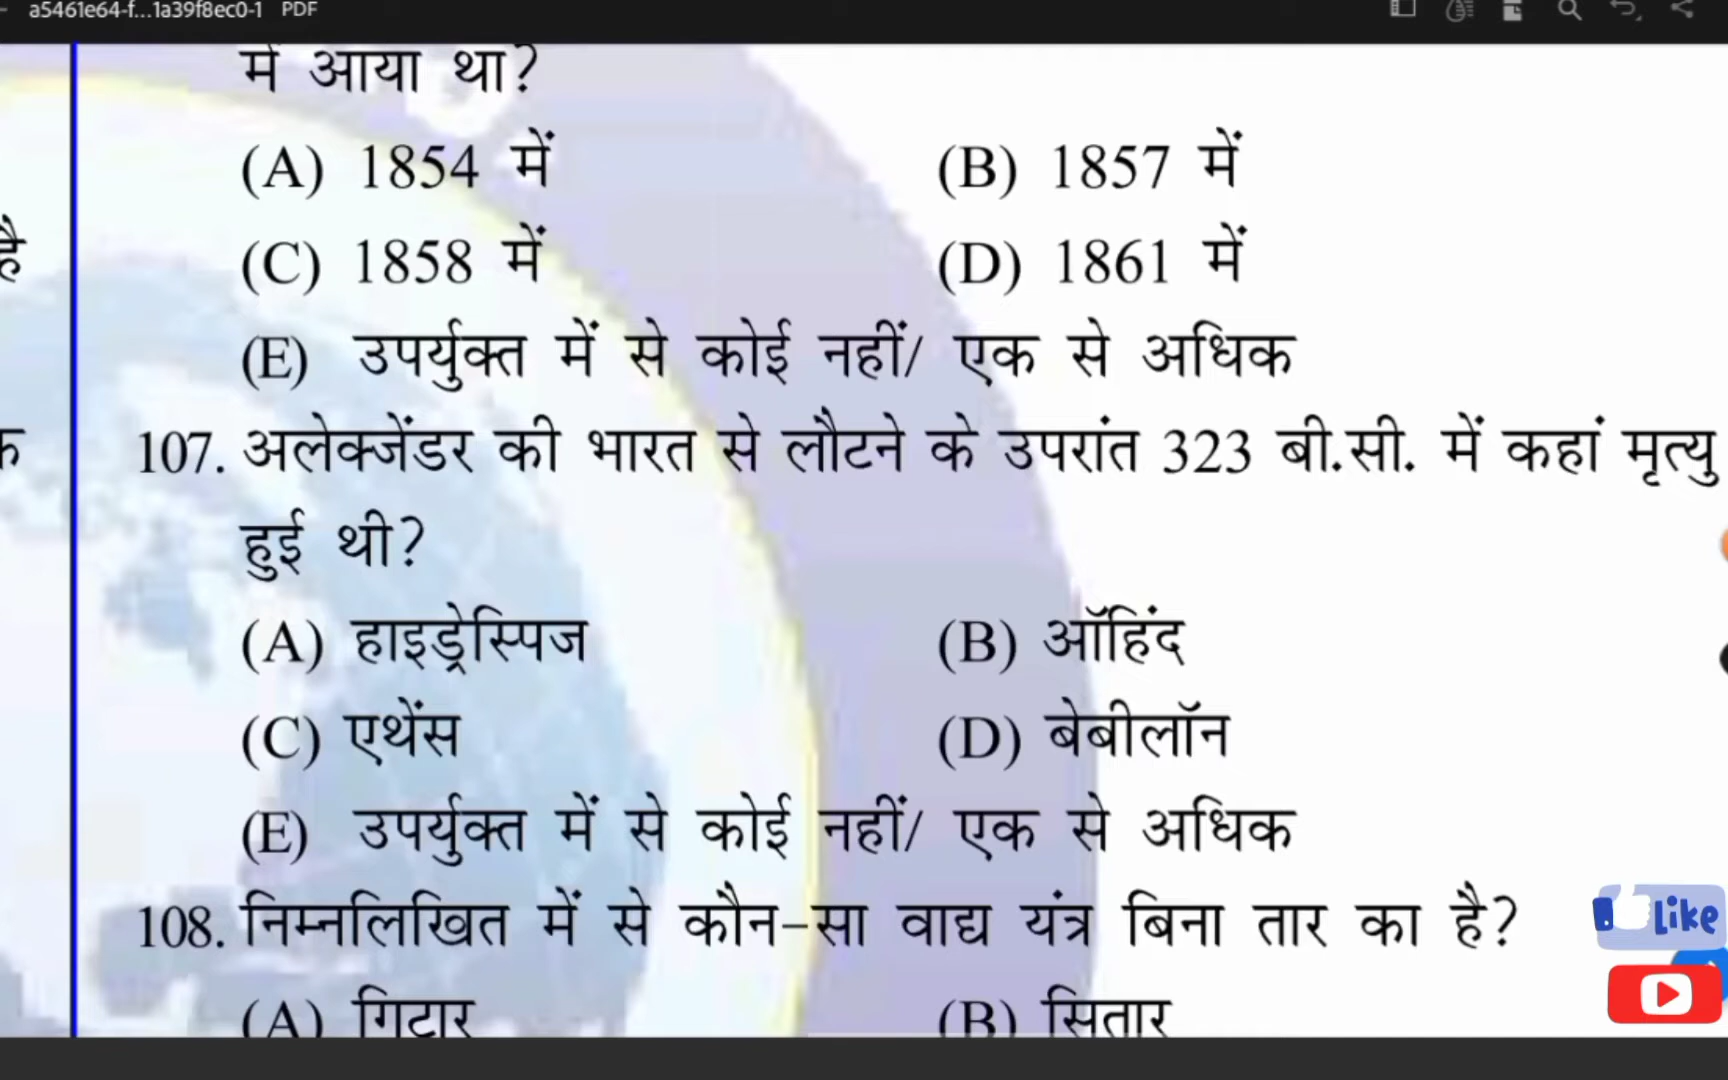 a5461e64-f...1a39f8ec0-1 PDF
में आया था?
(A) 1854 में (B) 1857 में
है
(C) 1858 में (D) 1861 में
(E) उपर्युक्त में से कोई नहीं/ एक से अधिक
107. अलेक्जेंडर की भारत से लौटने के उपरांत 323 बी.सी. में कहां मृत्यु
हुई थी?
(A) हाइड्रेस्पिज (B) ऑहिंद
(C) एथेंस (D) बेबीलॉन
(E) उपर्युक्त में से कोई नहीं/ एक से अधिक
108. निम्नलिखित में से कौन-सा वाद्य यंत्र बिना तार का है?
Like
(A) गिटार (B) सितार